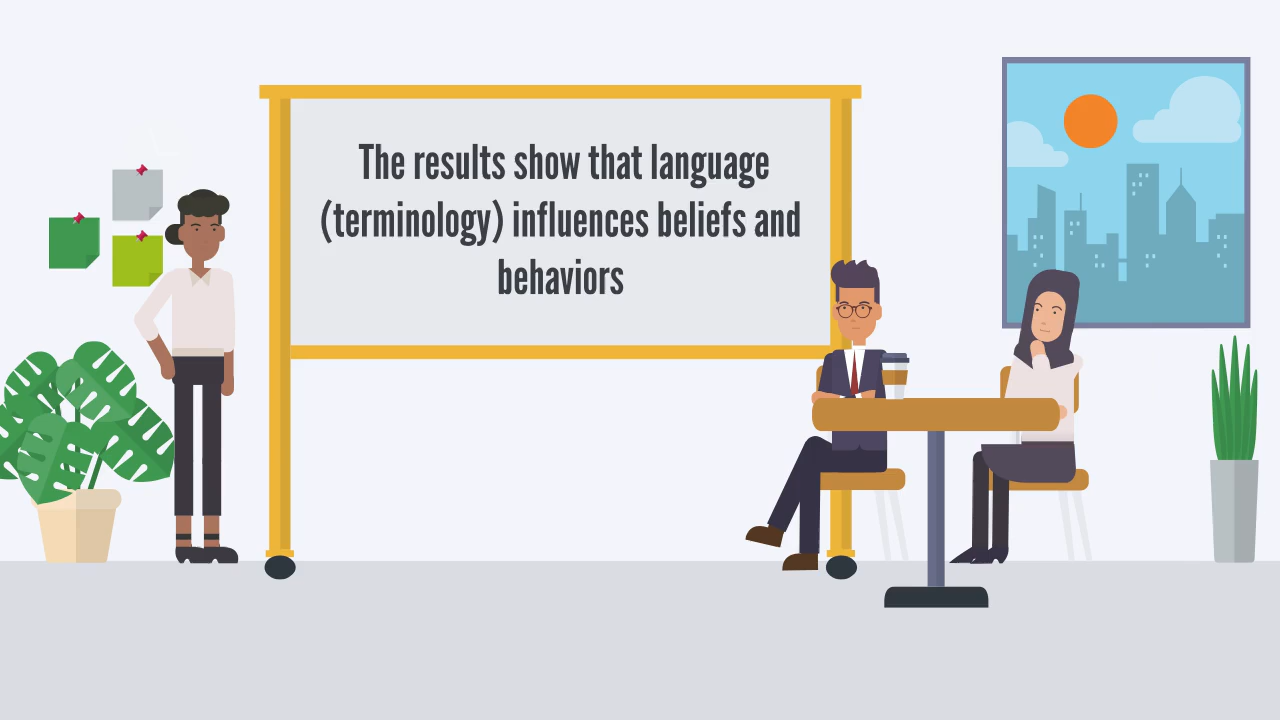 The results show that language
(terminology) influences beliefs and
behaviors